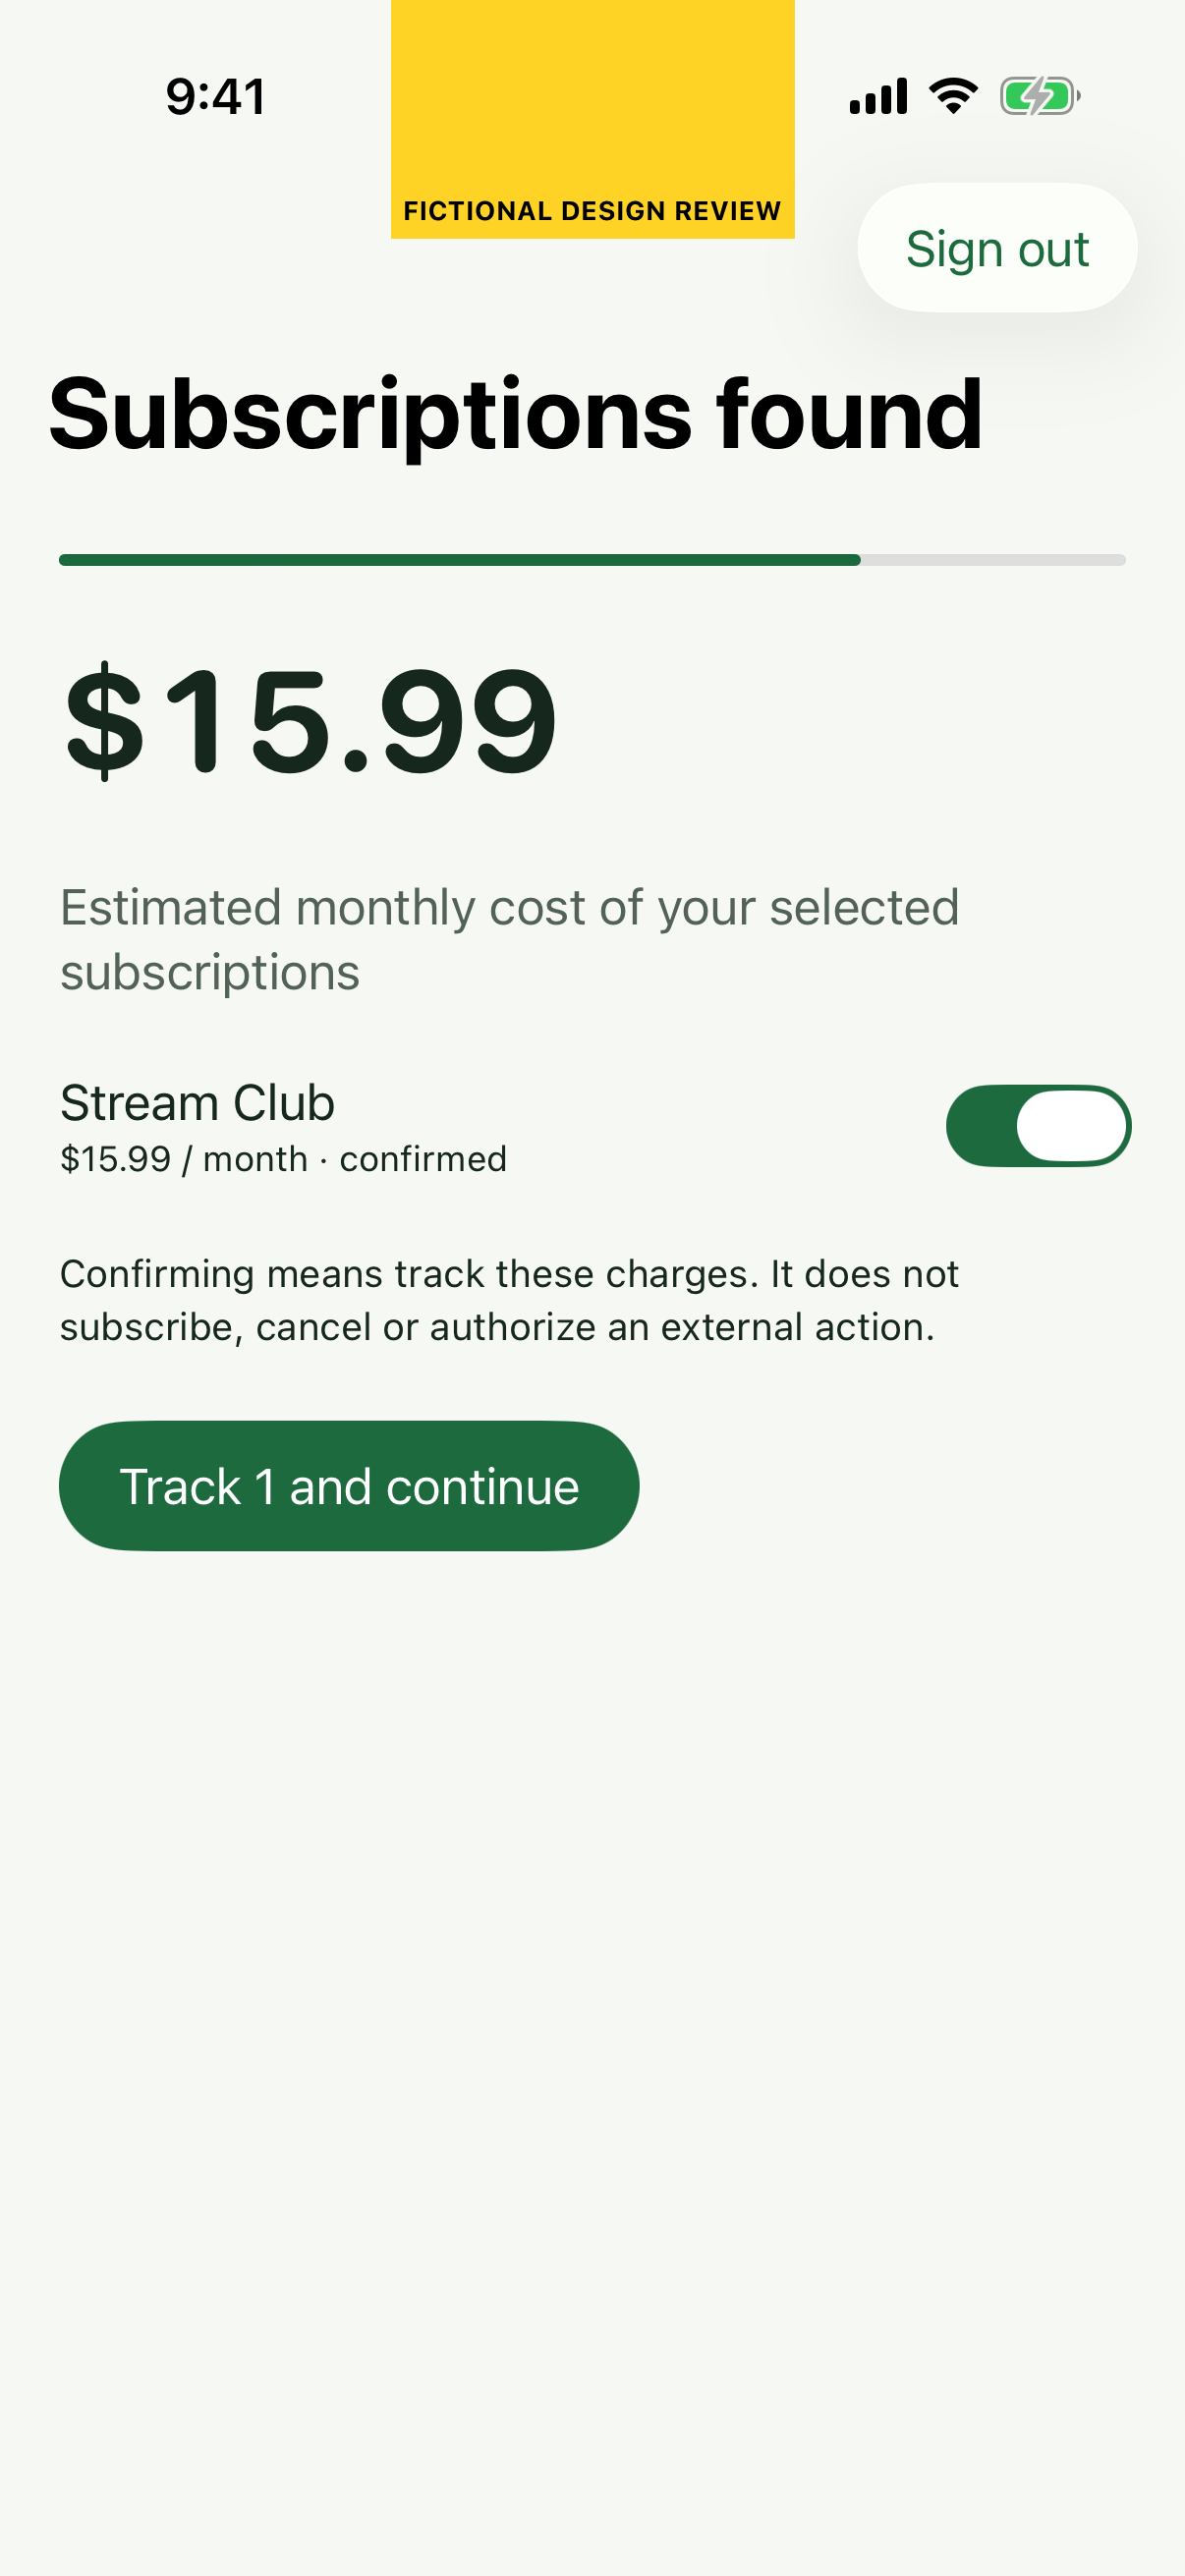 9:41
FICTIONAL DESIGN REVIEW
Sign out
Subscriptions found
$15.99
Estimated monthly cost of your selected
subscriptions
Stream Club
$15.99 / month · confirmed
Confirming means track these charges. It does not
subscribe, cancel or authorize an external action.
Track 1 and continue